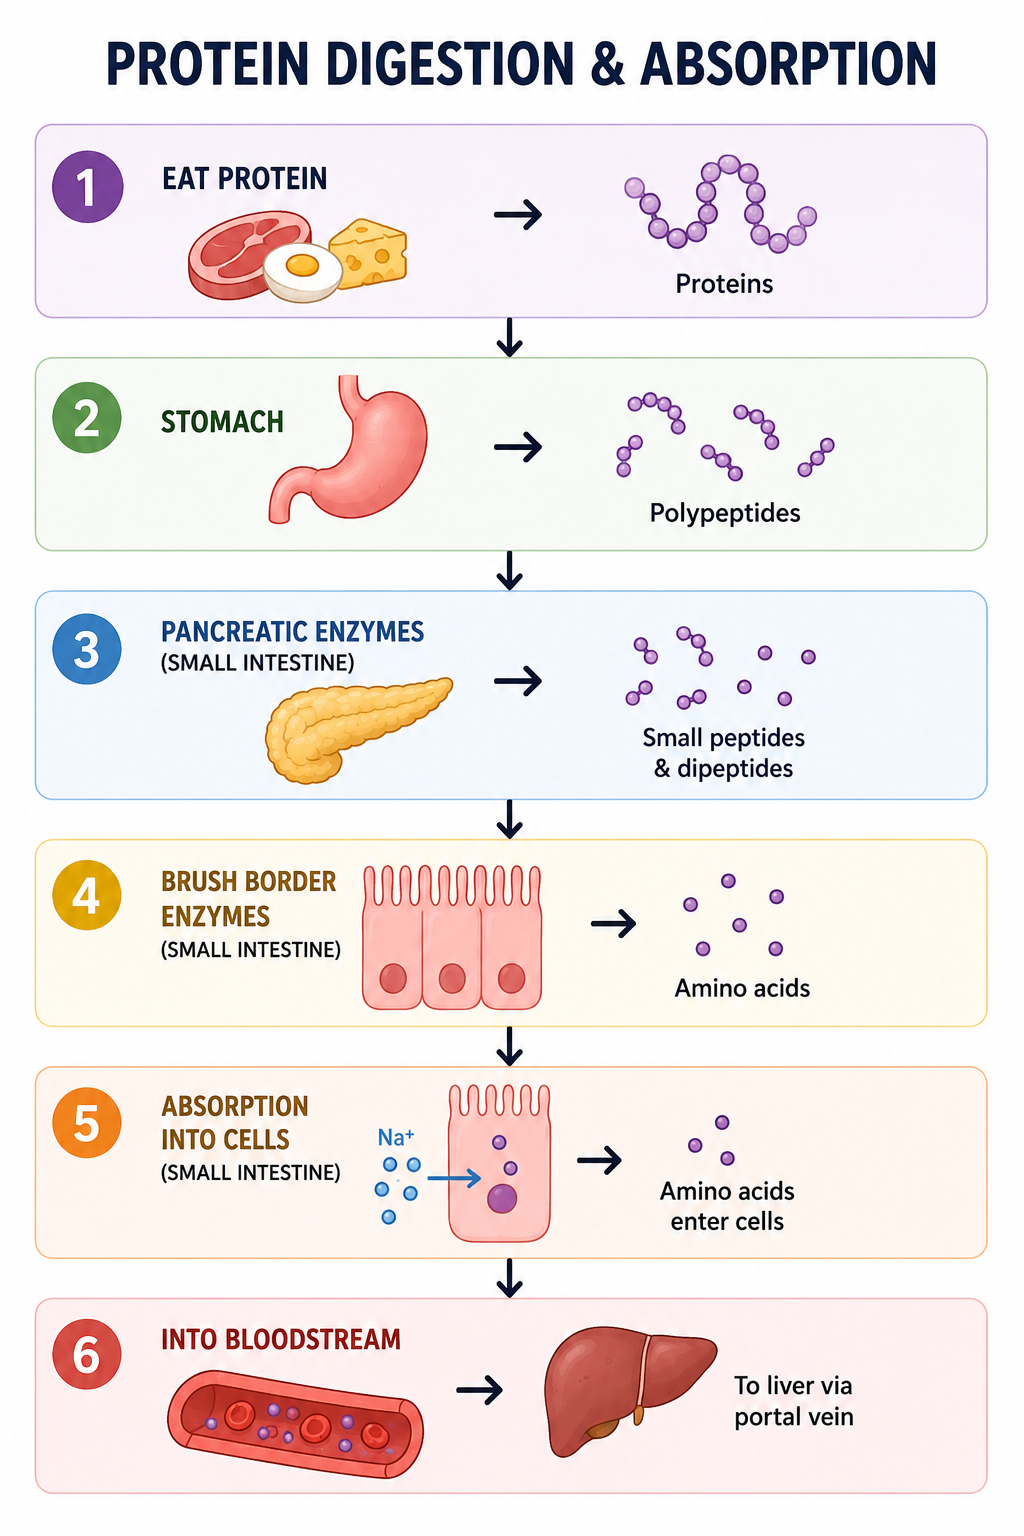 PROTEIN DIGESTION & ABSORPTION
1
EAT PROTEIN
Proteins
2
STOMACH
Polypeptides
3
PANCREATIC ENZYMES
(SMALL INTESTINE)
Small peptides
& dipeptides
4
BRUSH BORDER
ENZYMES
(SMALL INTESTINE)
Amino acids
5
ABSORPTION
INTO CELLS
(SMALL INTESTINE)
Na⁺
Amino acids
enter cells
6
INTO BLOODSTREAM
To liver via
portal vein